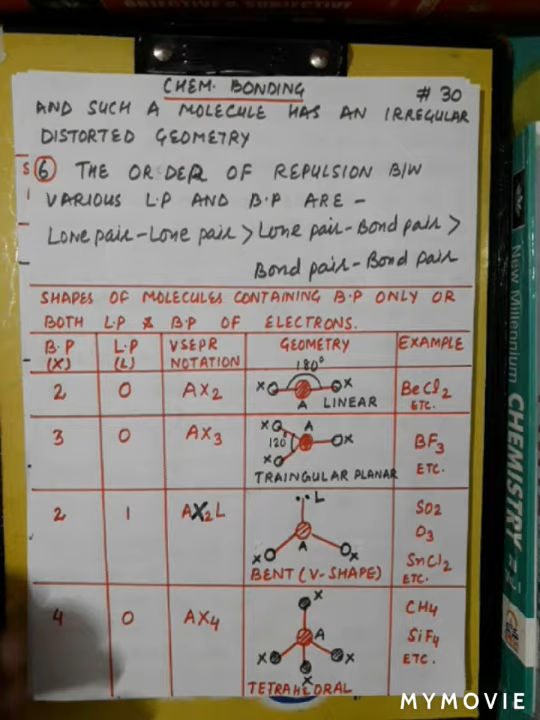 OBJECTIVE & SUBJECTIVE
CHEM. BONDING
# 30
AND SUCH A MOLECULE HAS AN IRREGULAR
DISTORTED GEOMETRY
6 THE ORDER OF REPULSION B/W
VARIOUS L.P AND B.P ARE -
Lone pair - Lone pair > Lone pair - Bond pair >
Bond pair - Bond pair
SHAPES OF MOLECULES CONTAINING B.P ONLY OR
BOTH L.P & B.P OF ELECTRONS.
B.P (X) L.P (L) VSEPR NOTATION GEOMETRY EXAMPLE
2 0 AX2 180° X X A LINEAR BeCl2 ETC.
3 0 AX3 X A 120° X X TRAINGULAR PLANAR BF3 ETC.
2 1 AX2L L A X X BENT (V-SHAPE) SO2 O3 SnCl2 ETC.
4 0 AX4 X A X X X TETRAHEDRAL CH4 SiF4 ETC.
New Millennium
CHEMISTRY
MYMOVIE